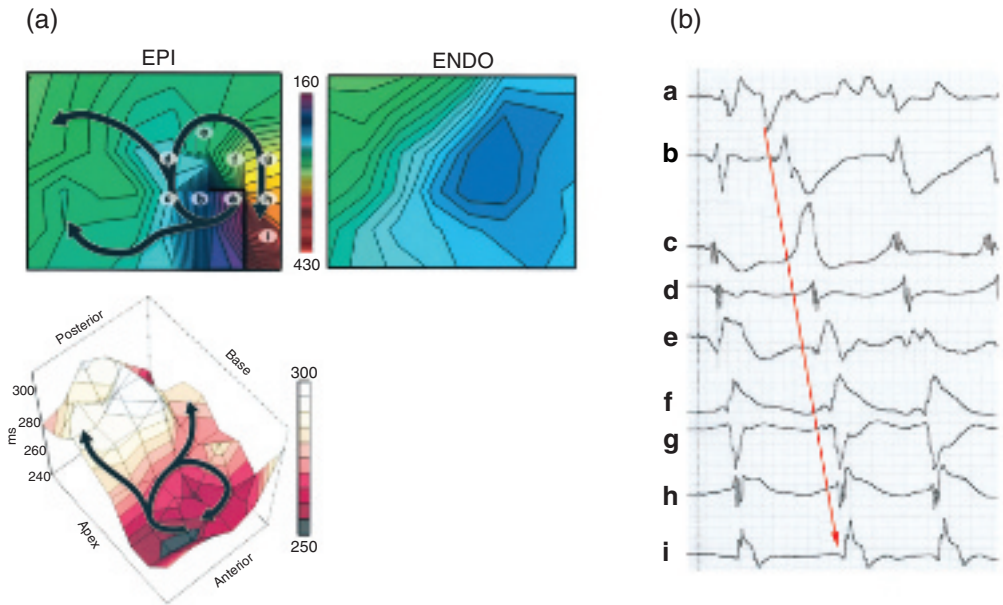 (a)
EPI
ENDO
160
430
Posterior
Base
300
280
260
240
ms
Apex
Anterior
300
250
(b)
a
b
c
d
e
f
g
h
i